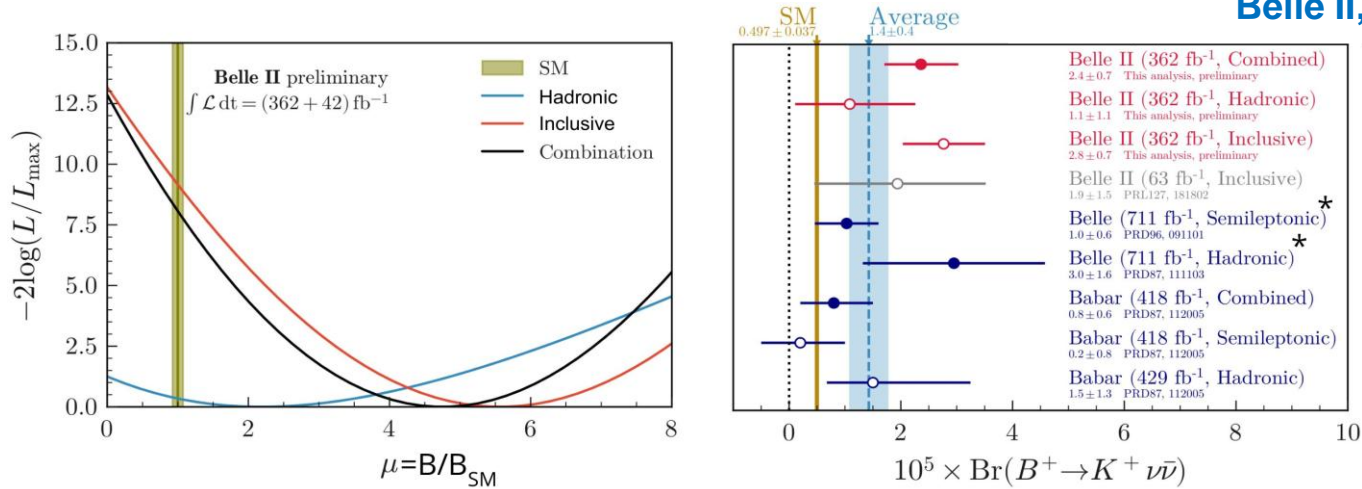 Belle II,
15.0
12.5
10.0
7.5
5.0
2.5
0.0
−2log(L/L_max)
Belle II preliminary
∫ℒ dt = (362 + 42) fb⁻¹
SM
Hadronic
Inclusive
Combination
0 2 4 6 8
μ=B/B_SM
SM
0.497±0.037
Average
1.4±0.4
Belle II (362 fb⁻¹, Combined)
2.4±0.7 This analysis, preliminary
Belle II (362 fb⁻¹, Hadronic)
1.1±1.1 This analysis, preliminary
Belle II (362 fb⁻¹, Inclusive)
2.8±0.7 This analysis, preliminary
Belle II (63 fb⁻¹, Inclusive)
1.9±1.5 PRL127, 181802
Belle (711 fb⁻¹, Semileptonic)*
1.0±0.6 PRD96, 091101
Belle (711 fb⁻¹, Hadronic)*
3.0±1.6 PRD87, 111103
Babar (418 fb⁻¹, Combined)
0.8±0.6 PRD87, 112005
Babar (418 fb⁻¹, Semileptonic)
0.2±0.8 PRD87, 112005
Babar (429 fb⁻¹, Hadronic)
1.5±1.3 PRD87, 112005
0 2 4 6 8 10
10⁵ × Br(B⁺→K⁺νν̄)